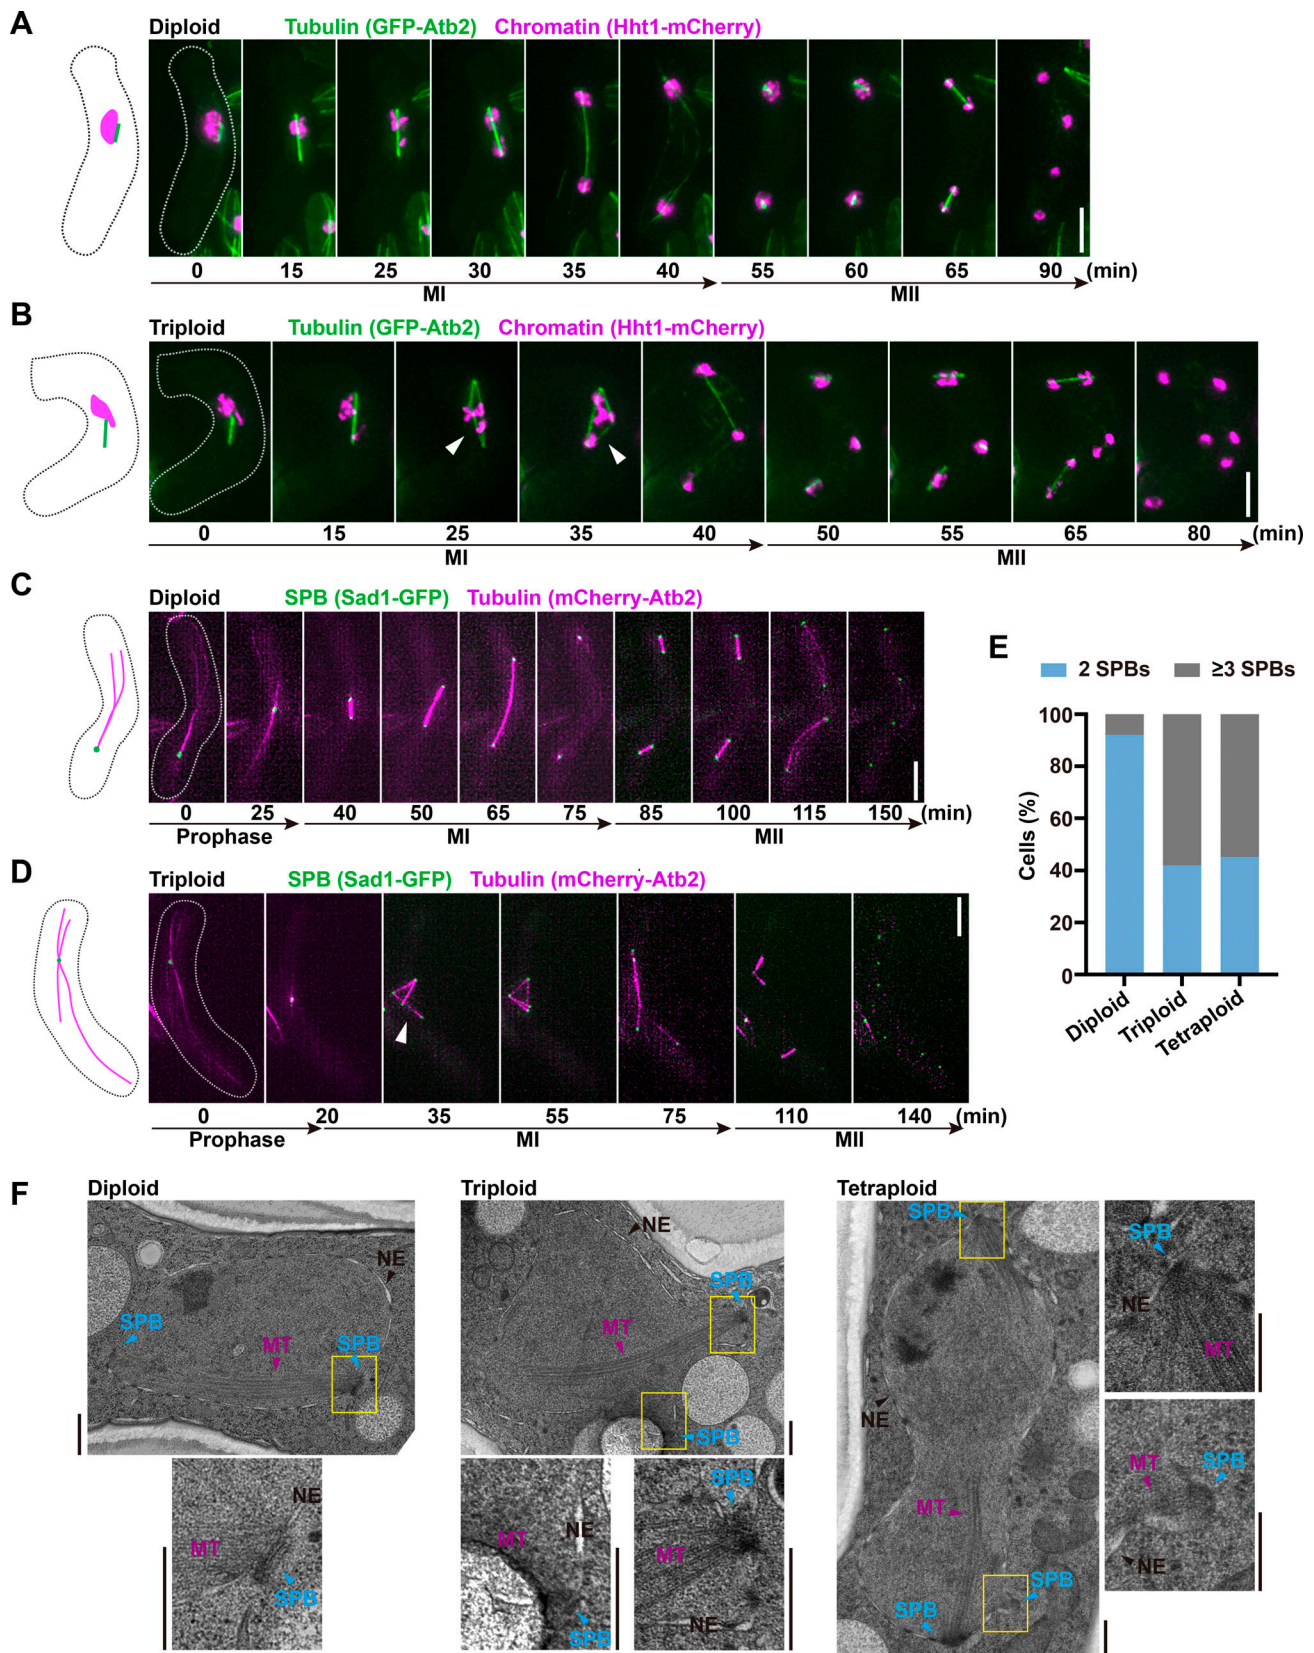 A
Diploid Tubulin (GFP-Atb2) Chromatin (Hht1-mCherry)
0 15 25 30 35 40 55 60 65 90 (min)
MI MII
B
Triploid Tubulin (GFP-Atb2) Chromatin (Hht1-mCherry)
0 15 25 35 40 50 55 65 80 (min)
MI MII
C
Diploid SPB (Sad1-GFP) Tubulin (mCherry-Atb2)
0 25 40 50 65 75 85 100 115 150 (min)
Prophase MI MII
D
Triploid SPB (Sad1-GFP) Tubulin (mCherry-Atb2)
0 20 35 55 75 110 140 (min)
Prophase MI MII
E
2 SPBs ≥3 SPBs
Cells (%)
100
80
60
40
20
0
Diploid
Triploid
Tetraploid
F
Diploid
NE
SPB
MT
SPB
NE
MT
SPB
Triploid
NE
SPB
MT
SPB
MT
NE
SPB
SPB
MT
NE
Tetraploid
SPB
NE
MT
SPB
SPB
SPB
NE
MT
MT
SPB
NE